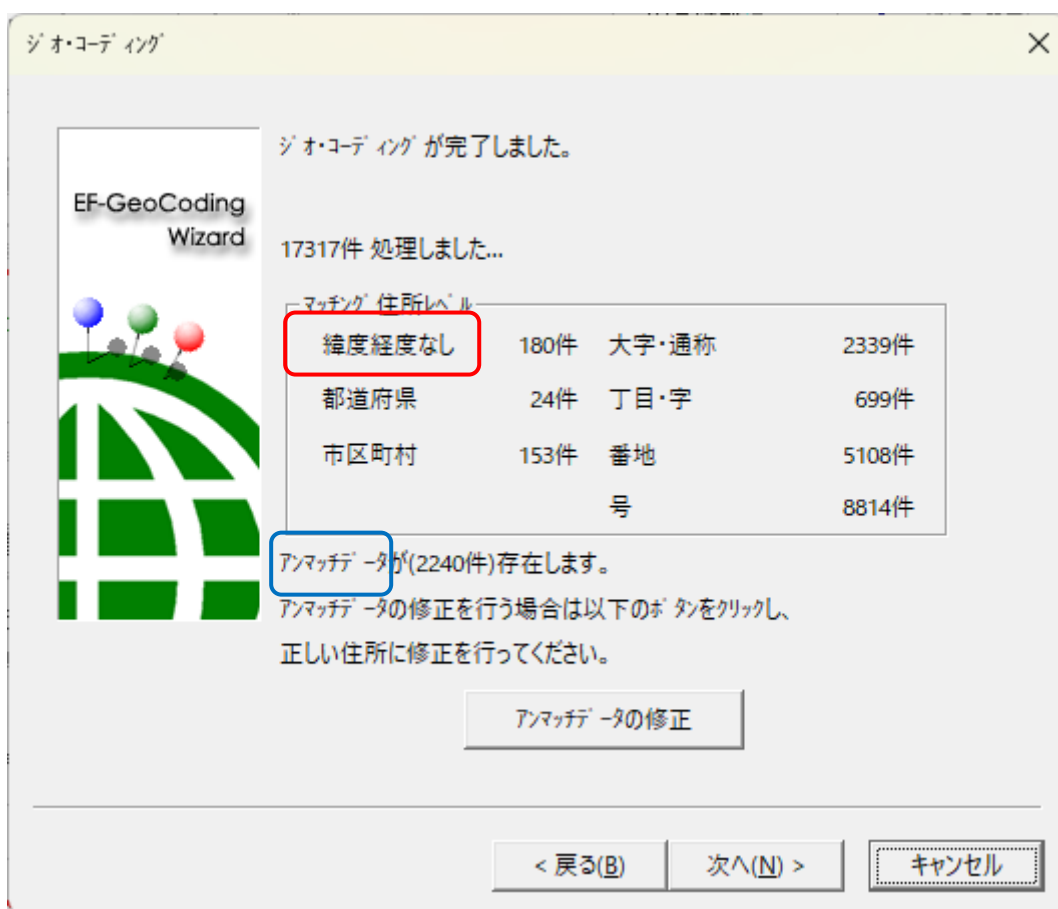 ｼﾞｵ･ｺｰﾃﾞｨﾝｸﾞ
EF-GeoCoding
Wizard
ｼﾞｵ･ｺｰﾃﾞｨﾝｸﾞが完了しました。
17317件 処理しました...
ﾏｯﾁﾝｸﾞ住所ﾚﾍﾞﾙ
緯度経度なし 180件 大字・通称 2339件
都道府県 24件 丁目・字 699件
市区町村 153件 番地 5108件
号 8814件
ｱﾝﾏｯﾁﾃﾞｰﾀが(2240件)存在します。
ｱﾝﾏｯﾁﾃﾞｰﾀの修正を行う場合は以下のﾎﾞﾀﾝをｸﾘｯｸし、
正しい住所に修正を行ってください。
ｱﾝﾏｯﾁﾃﾞｰﾀの修正
< 戻る(B) 次へ(N) > キャンセル